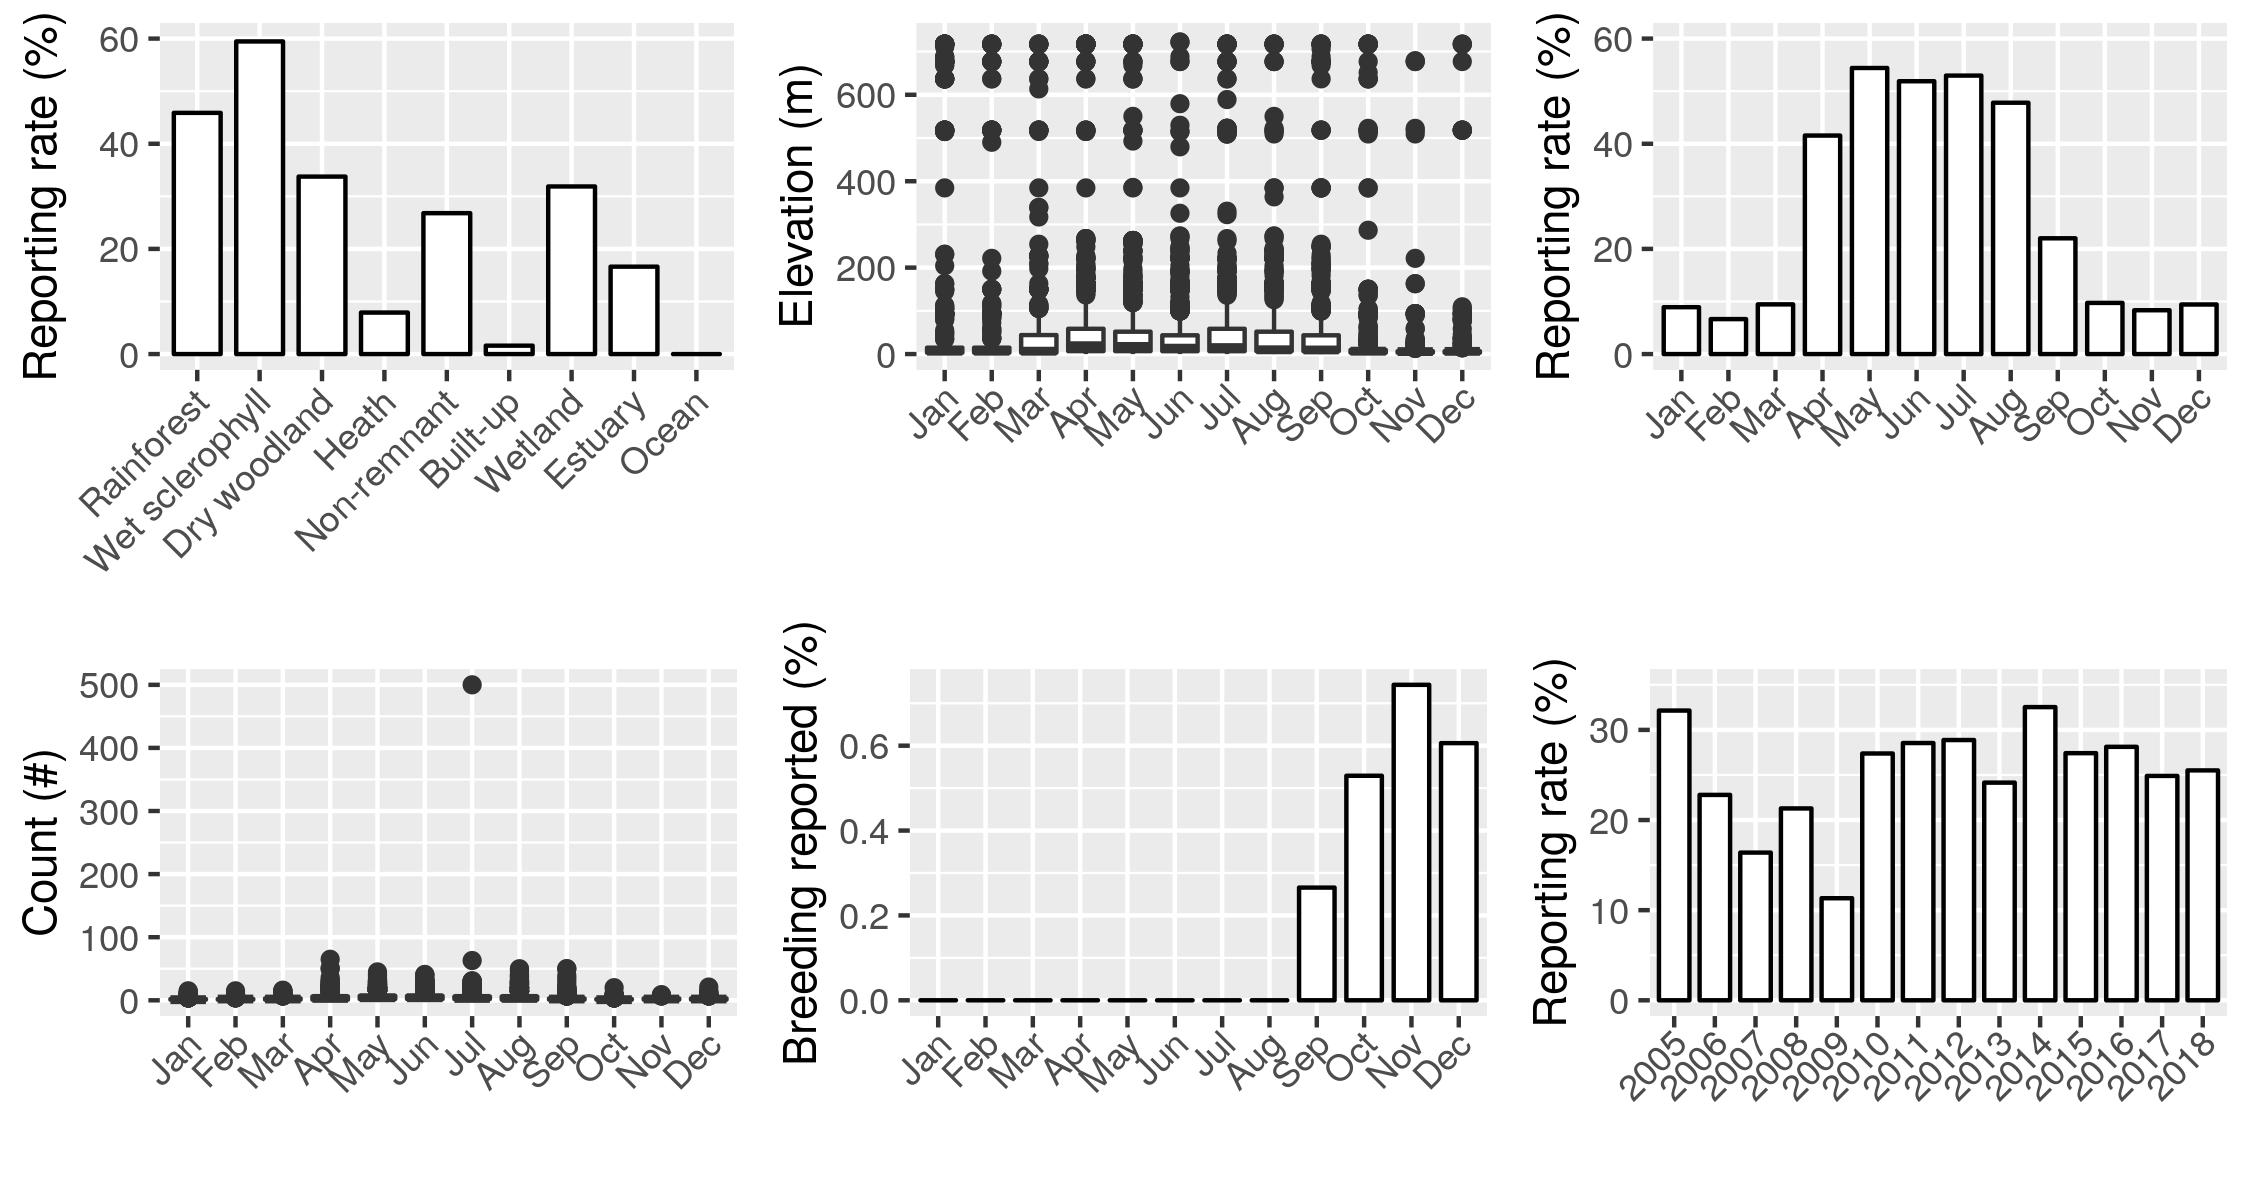 Reporting rate (%)
60
40
20
0
Rainforest
Wet sclerophyll
Dry woodland
Heath
Non-remnant
Built-up
Wetland
Estuary
Ocean
Elevation (m)
600
400
200
0
Jan
Feb
Mar
Apr
May
Jun
Jul
Aug
Sep
Oct
Nov
Dec
Reporting rate (%)
60
40
20
0
Jan
Feb
Mar
Apr
May
Jun
Jul
Aug
Sep
Oct
Nov
Dec
Count (#)
500
400
300
200
100
0
Jan
Feb
Mar
Apr
May
Jun
Jul
Aug
Sep
Oct
Nov
Dec
Breeding reported (%)
0.6
0.4
0.2
0.0
Jan
Feb
Mar
Apr
May
Jun
Jul
Aug
Sep
Oct
Nov
Dec
Reporting rate (%)
30
20
10
0
2005
2006
2007
2008
2009
2010
2011
2012
2013
2014
2015
2016
2017
2018